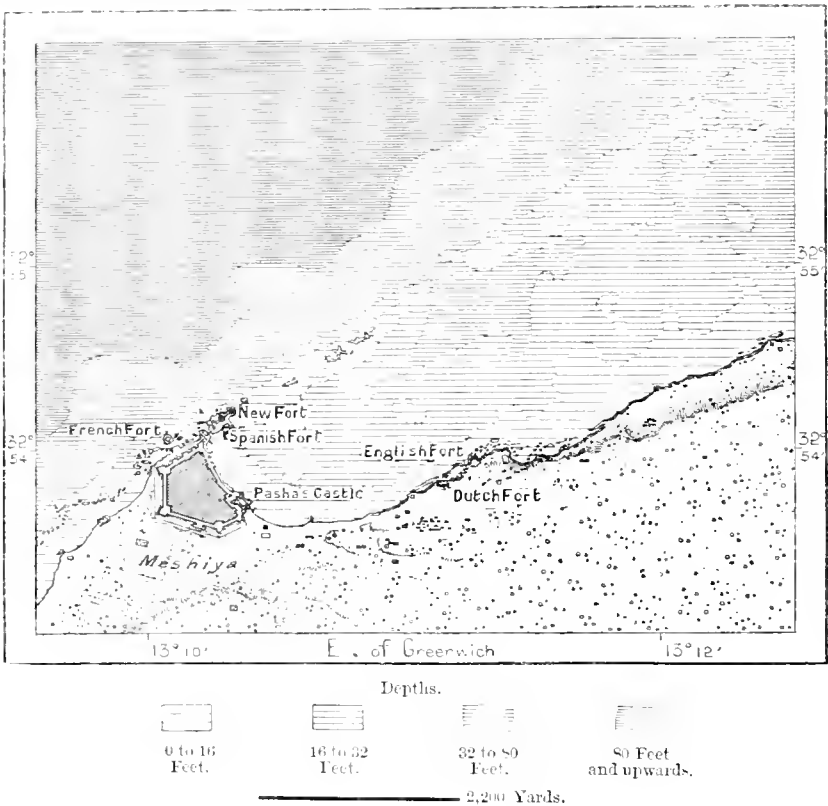 32° 55'
32° 55'
New Fort
French Fort
Spanish Fort
32° 54'
32° 54'
English Fort
Pasha's Castle
Dutch Fort
Meshiya
13° 10'
E. of Greenwich
13° 12'
Depths.
0 to 16 Feet.
16 to 32 Feet.
32 to 80 Feet.
80 Feet and upwards.
2,200 Yards.